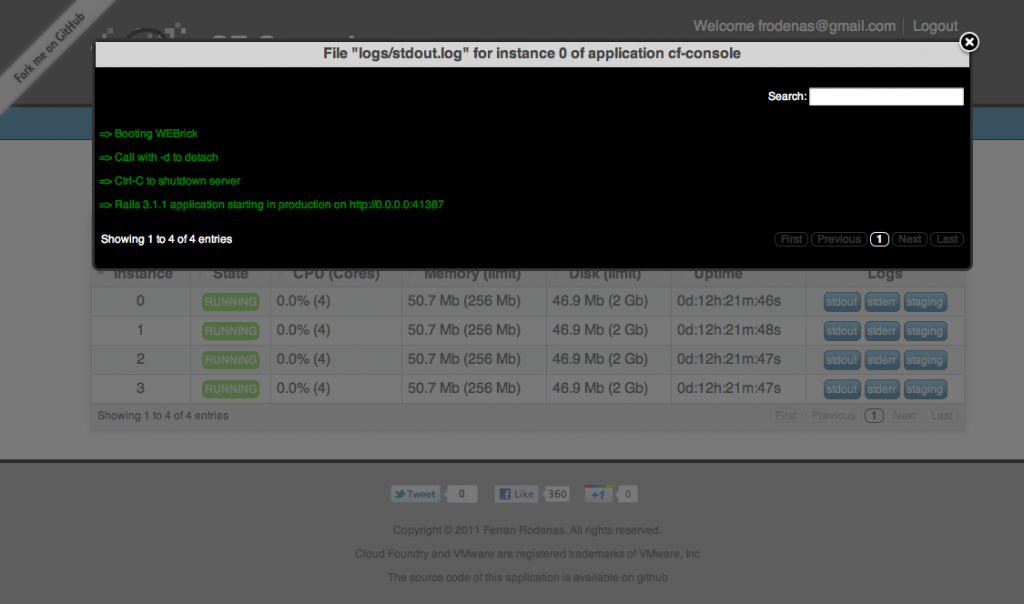 Fork me on GitHub
Welcome frodenas@gmail.com Logout
File "logs/stdout.log" for instance 0 of application cf-console
Search:
=> Booting WEBrick
=> Call with -d to detach
=> Ctrl-C to shutdown server
=> Rails 3.1.1 application starting in production on http://0.0.0.0:41387
Showing 1 to 4 of 4 entries First Previous 1 Next Last
Instance State CPU (Cores) Memory (limit) Disk (limit) Uptime Logs
0 RUNNING 0.0% (4) 50.7 Mb (256 Mb) 46.9 Mb (2 Gb) 0d:12h:21m:46s stdout stderr staging
1 RUNNING 0.0% (4) 50.7 Mb (256 Mb) 46.9 Mb (2 Gb) 0d:12h:21m:48s stdout stderr staging
2 RUNNING 0.0% (4) 50.7 Mb (256 Mb) 46.9 Mb (2 Gb) 0d:12h:21m:47s stdout stderr staging
3 RUNNING 0.0% (4) 50.7 Mb (256 Mb) 46.9 Mb (2 Gb) 0d:12h:21m:47s stdout stderr staging
Showing 1 to 4 of 4 entries First Previous 1 Next Last
Tweet 0 Like 360 +1 0
Copyright © 2011 Ferran Rodenas. All rights reserved.
Cloud Foundry and VMware are registered trademarks of VMware, Inc
The source code of this application is available on github